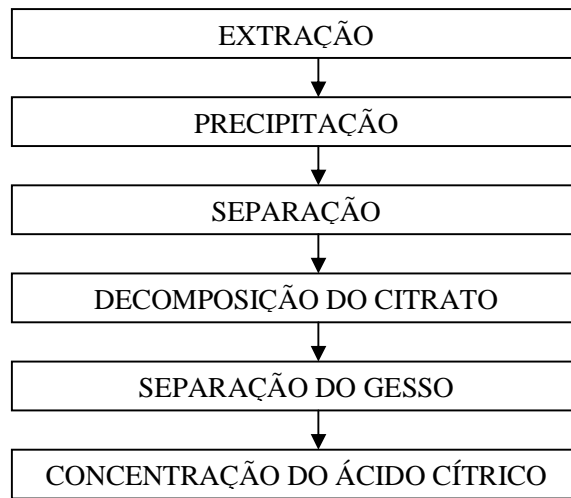 EXTRAÇÃO
PRECIPITAÇÃO
SEPARAÇÃO
DECOMPOSIÇÃO DO CITRATO
SEPARAÇÃO DO GESSO
CONCENTRAÇÃO DO ÁCIDO CÍTRICO